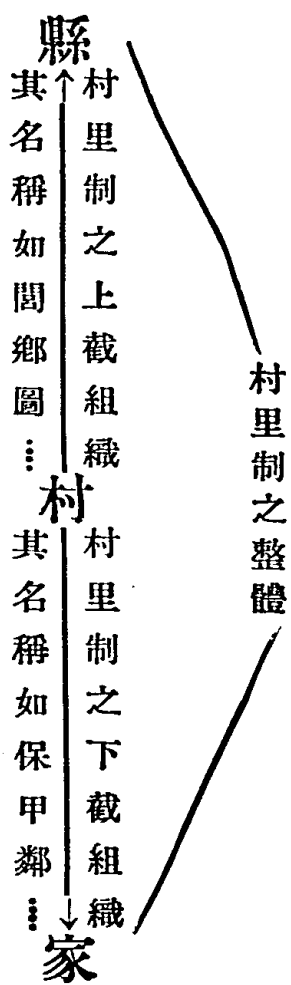 縣
村里制之整體
村里制之上截組織
其名稱如閭鄉圖....
村
村里制之下截組織
其名稱如保甲鄰....
家